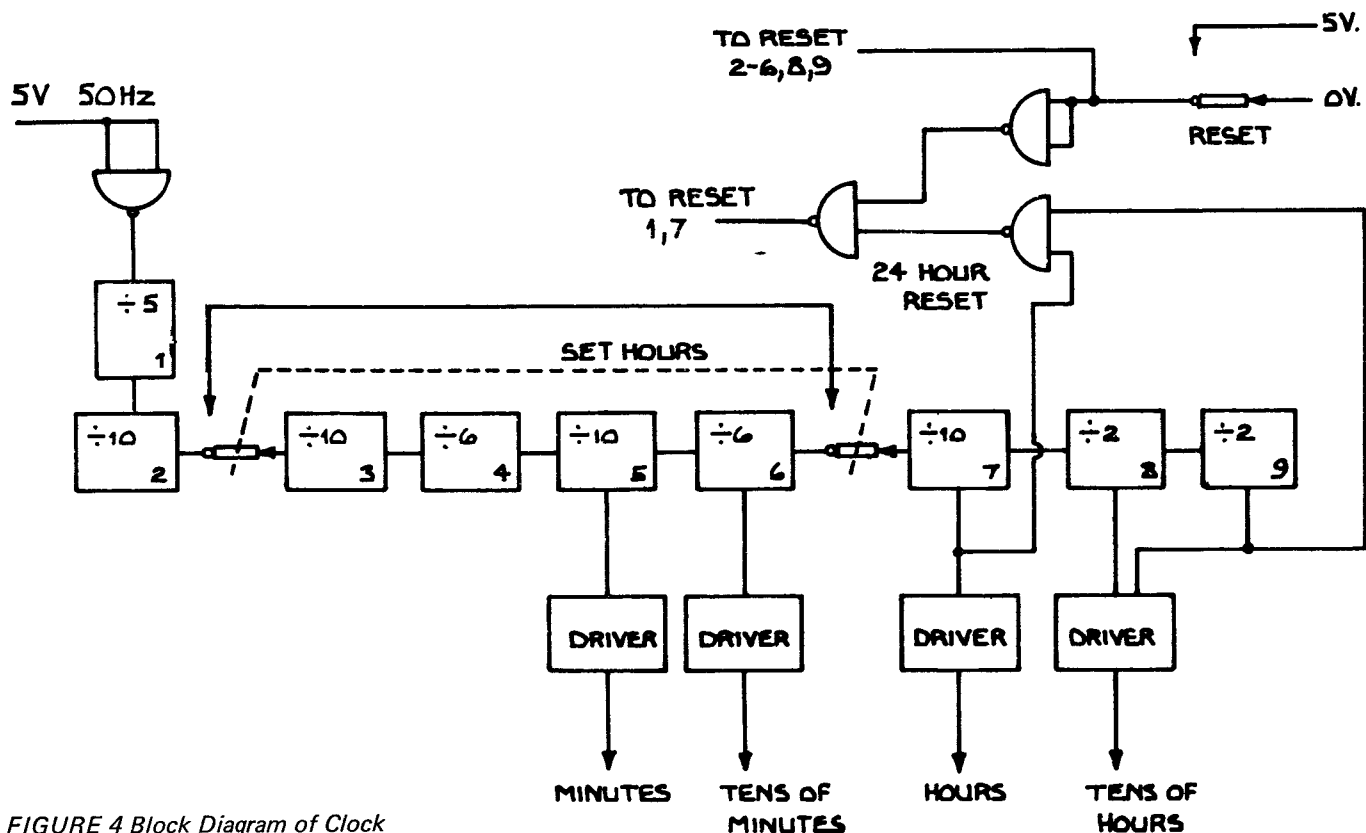 5V.
TO RESET
2-6,8,9
0V.
RESET
5V 50Hz
TO RESET
1,7
24 HOUR
RESET
÷5
1
SET HOURS
÷10
2
÷10
3
÷6
4
÷10
5
÷6
6
÷10
7
÷2
8
÷2
9
DRIVER
DRIVER
DRIVER
DRIVER
MINUTES
TENS OF
MINUTES
HOURS
TENS OF
HOURS
FIGURE 4 Block Diagram of Clock